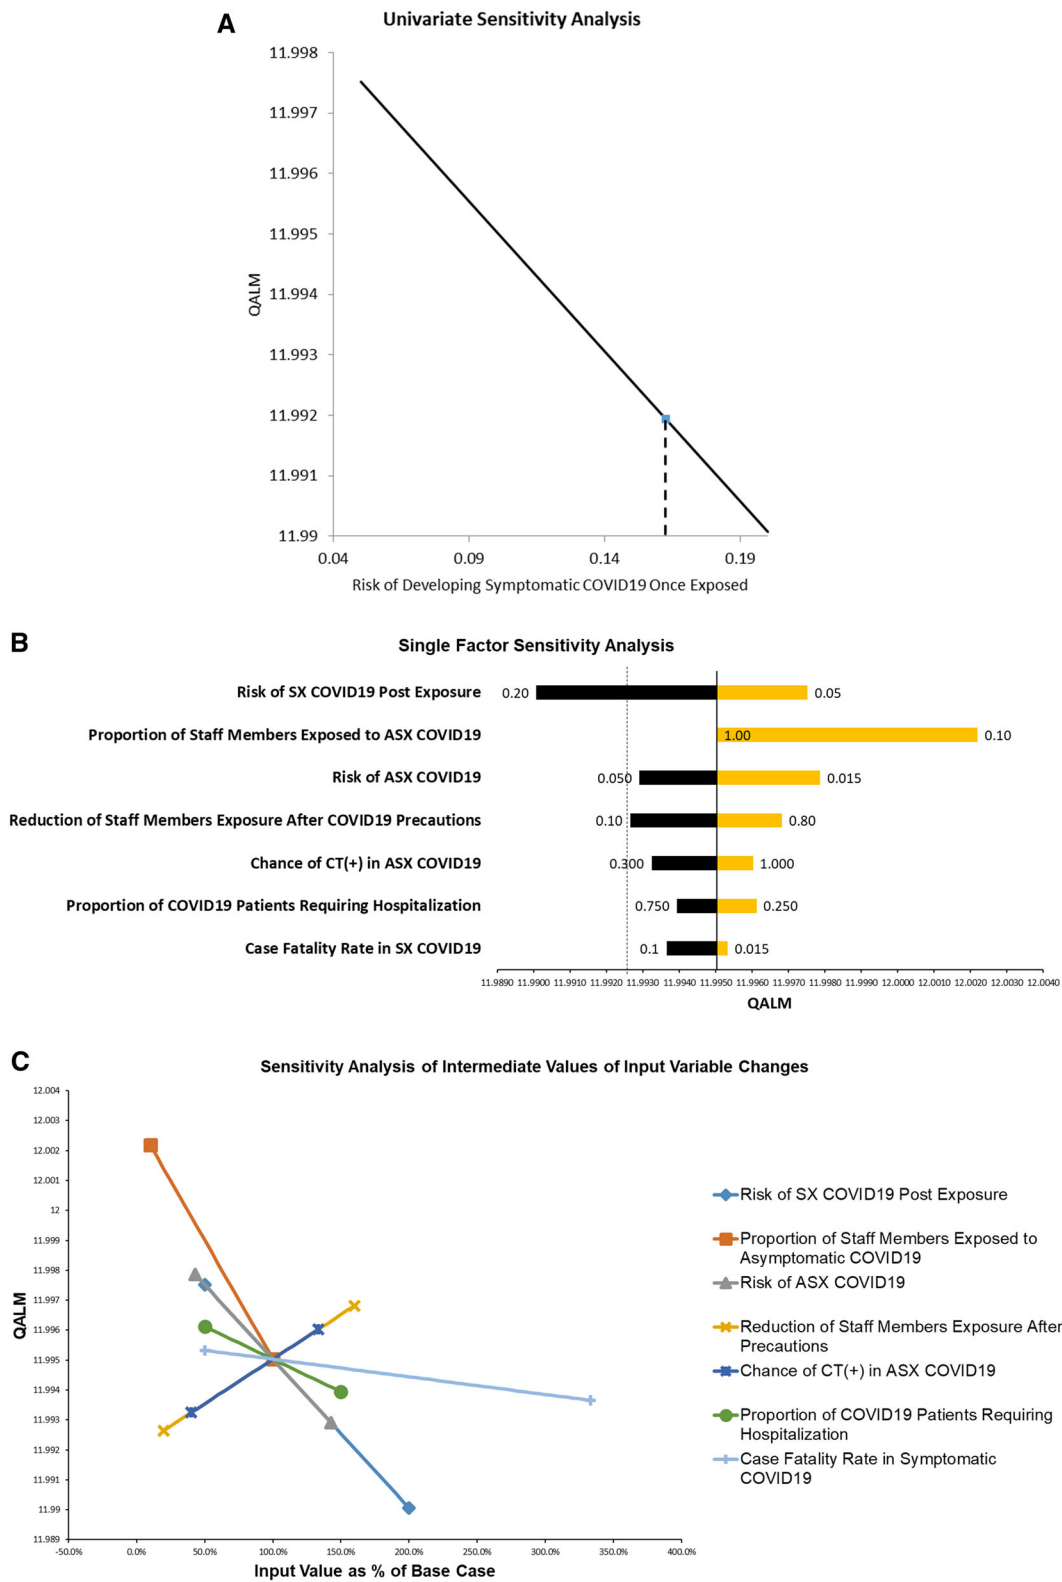 A
Univariate Sensitivity Analysis
11.998
11.997
11.996
11.995
11.994
11.993
11.992
11.991
11.99
QALM
0.04 0.09 0.14 0.19
Risk of Developing Symptomatic COVID19 Once Exposed
B
Single Factor Sensitivity Analysis
Risk of SX COVID19 Post Exposure 0.20 0.05
Proportion of Staff Members Exposed to ASX COVID19 1.00 0.10
Risk of ASX COVID19 0.050 0.015
Reduction of Staff Members Exposure After COVID19 Precautions 0.10 0.80
Chance of CT(+) in ASX COVID19 0.300 1.000
Proportion of COVID19 Patients Requiring Hospitalization 0.750 0.250
Case Fatality Rate in SX COVID19 0.1 0.015
11.9890 11.9900 11.9910 11.9920 11.9930 11.9940 11.9950 11.9960 11.9970 11.9980 11.9990 12.0000 12.0010 12.0020 12.0030 12.0040
QALM
C
Sensitivity Analysis of Intermediate Values of Input Variable Changes
12.004
12.003
12.002
12.001
12
11.999
11.998
11.997
11.996
11.995
11.994
11.993
11.992
11.991
11.99
11.989
QALM
-50.0% 0.0% 50.0% 100.0% 150.0% 200.0% 250.0% 300.0% 350.0% 400.0%
Input Value as % of Base Case
Risk of SX COVID19 Post Exposure
Proportion of Staff Members Exposed to
Asymptomatic COVID19
Risk of ASX COVID19
Reduction of Staff Members Exposure After
Precautions
Chance of CT(+) in ASX COVID19
Proportion of COVID19 Patients Requiring
Hospitalization
Case Fatality Rate in Symptomatic
COVID19